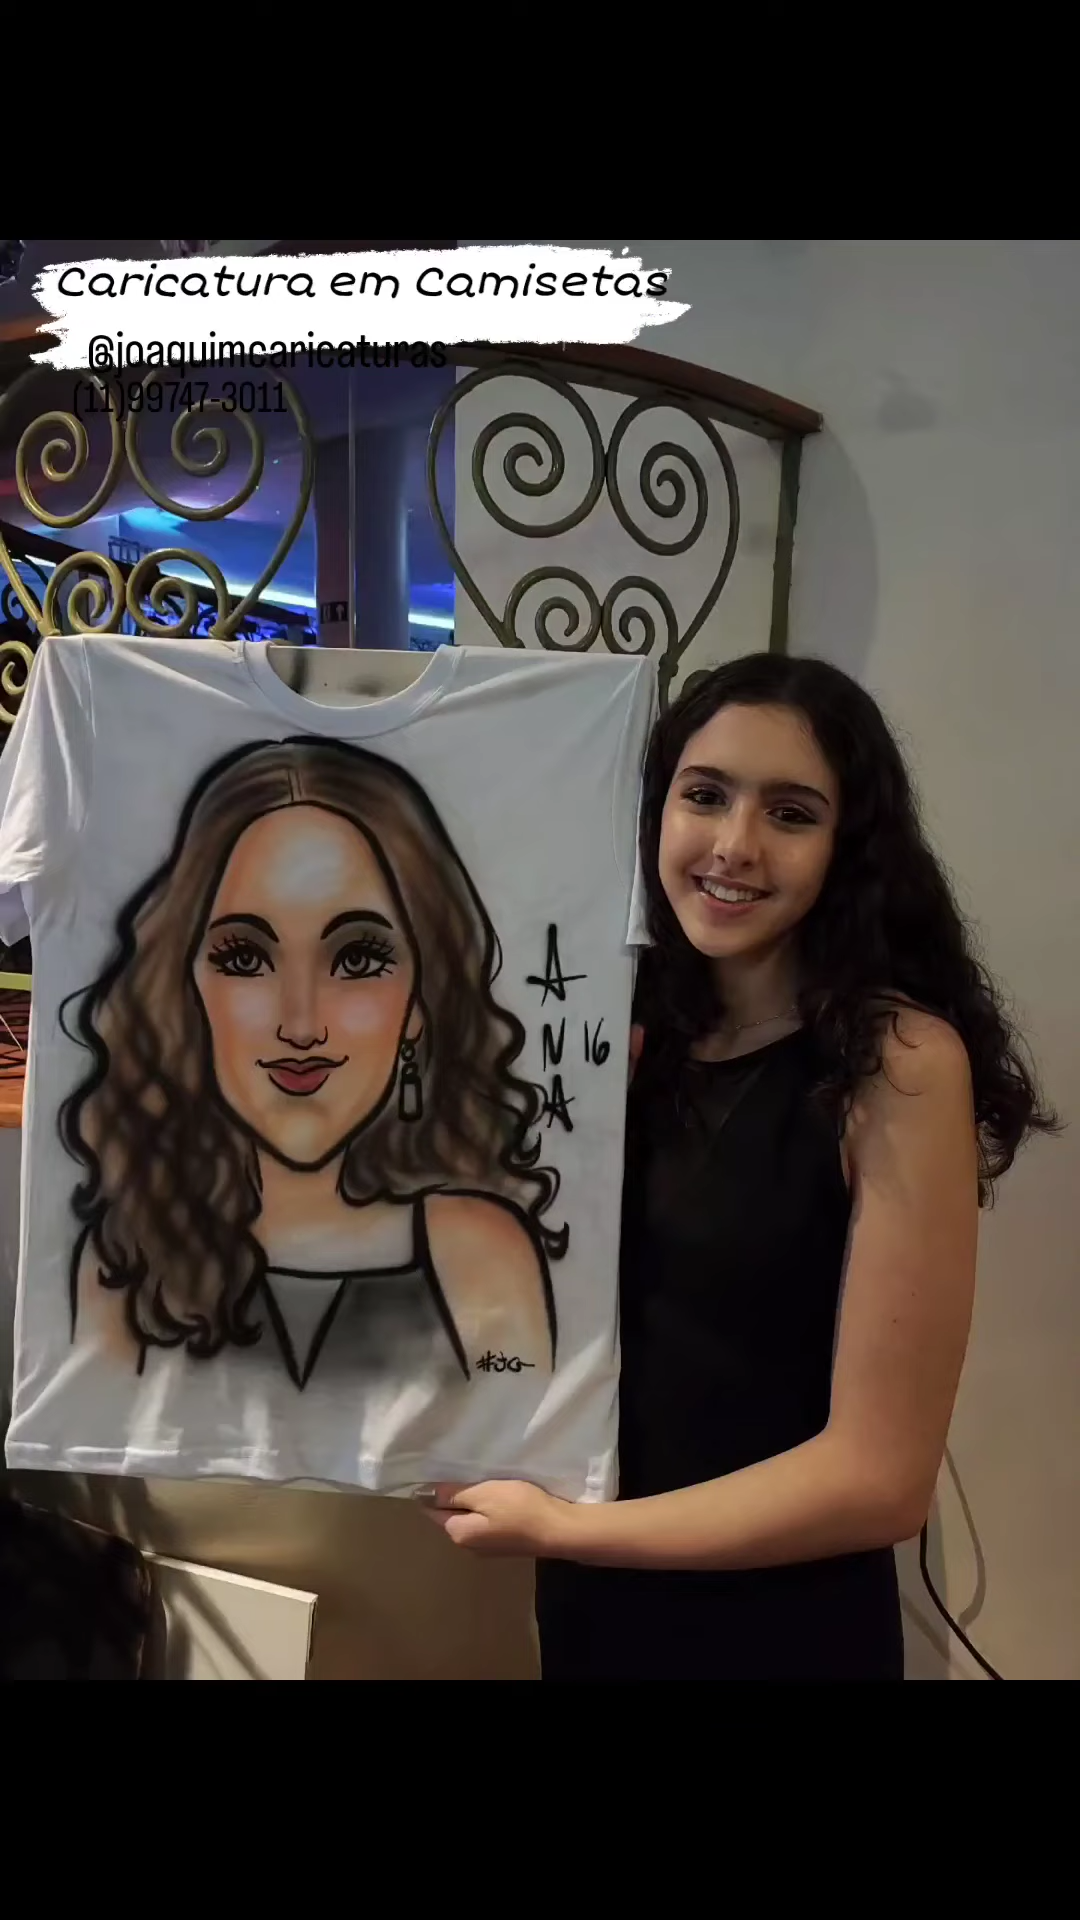 Caricatura em Camisetas
@joaquimcaricaturas
(11)99747-3011
A
N 16
A